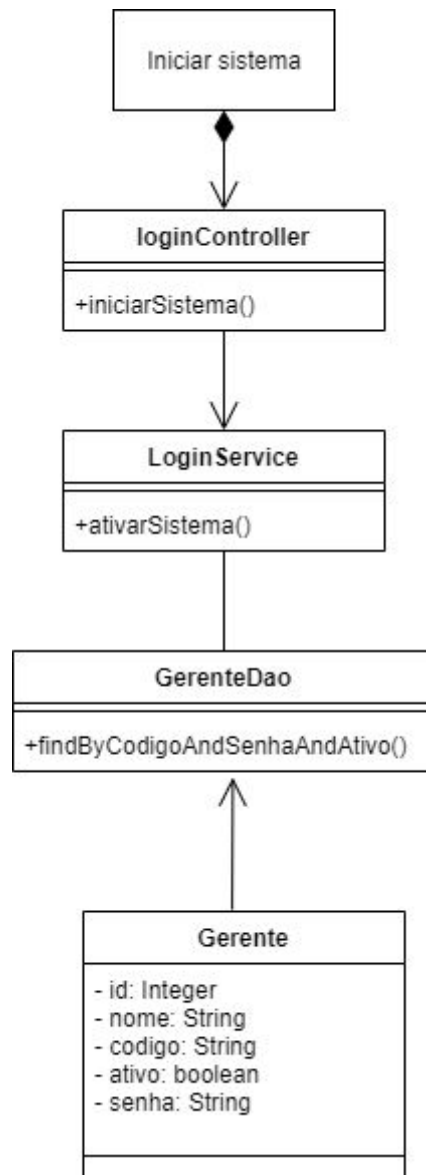 Iniciar sistema
loginController
+iniciarSistema()
LoginService
+ativarSistema()
GerenteDao
+findByCodigoAndSenhaAndAtivo()
Gerente
- id: Integer
- nome: String
- codigo: String
- ativo: boolean
- senha: String